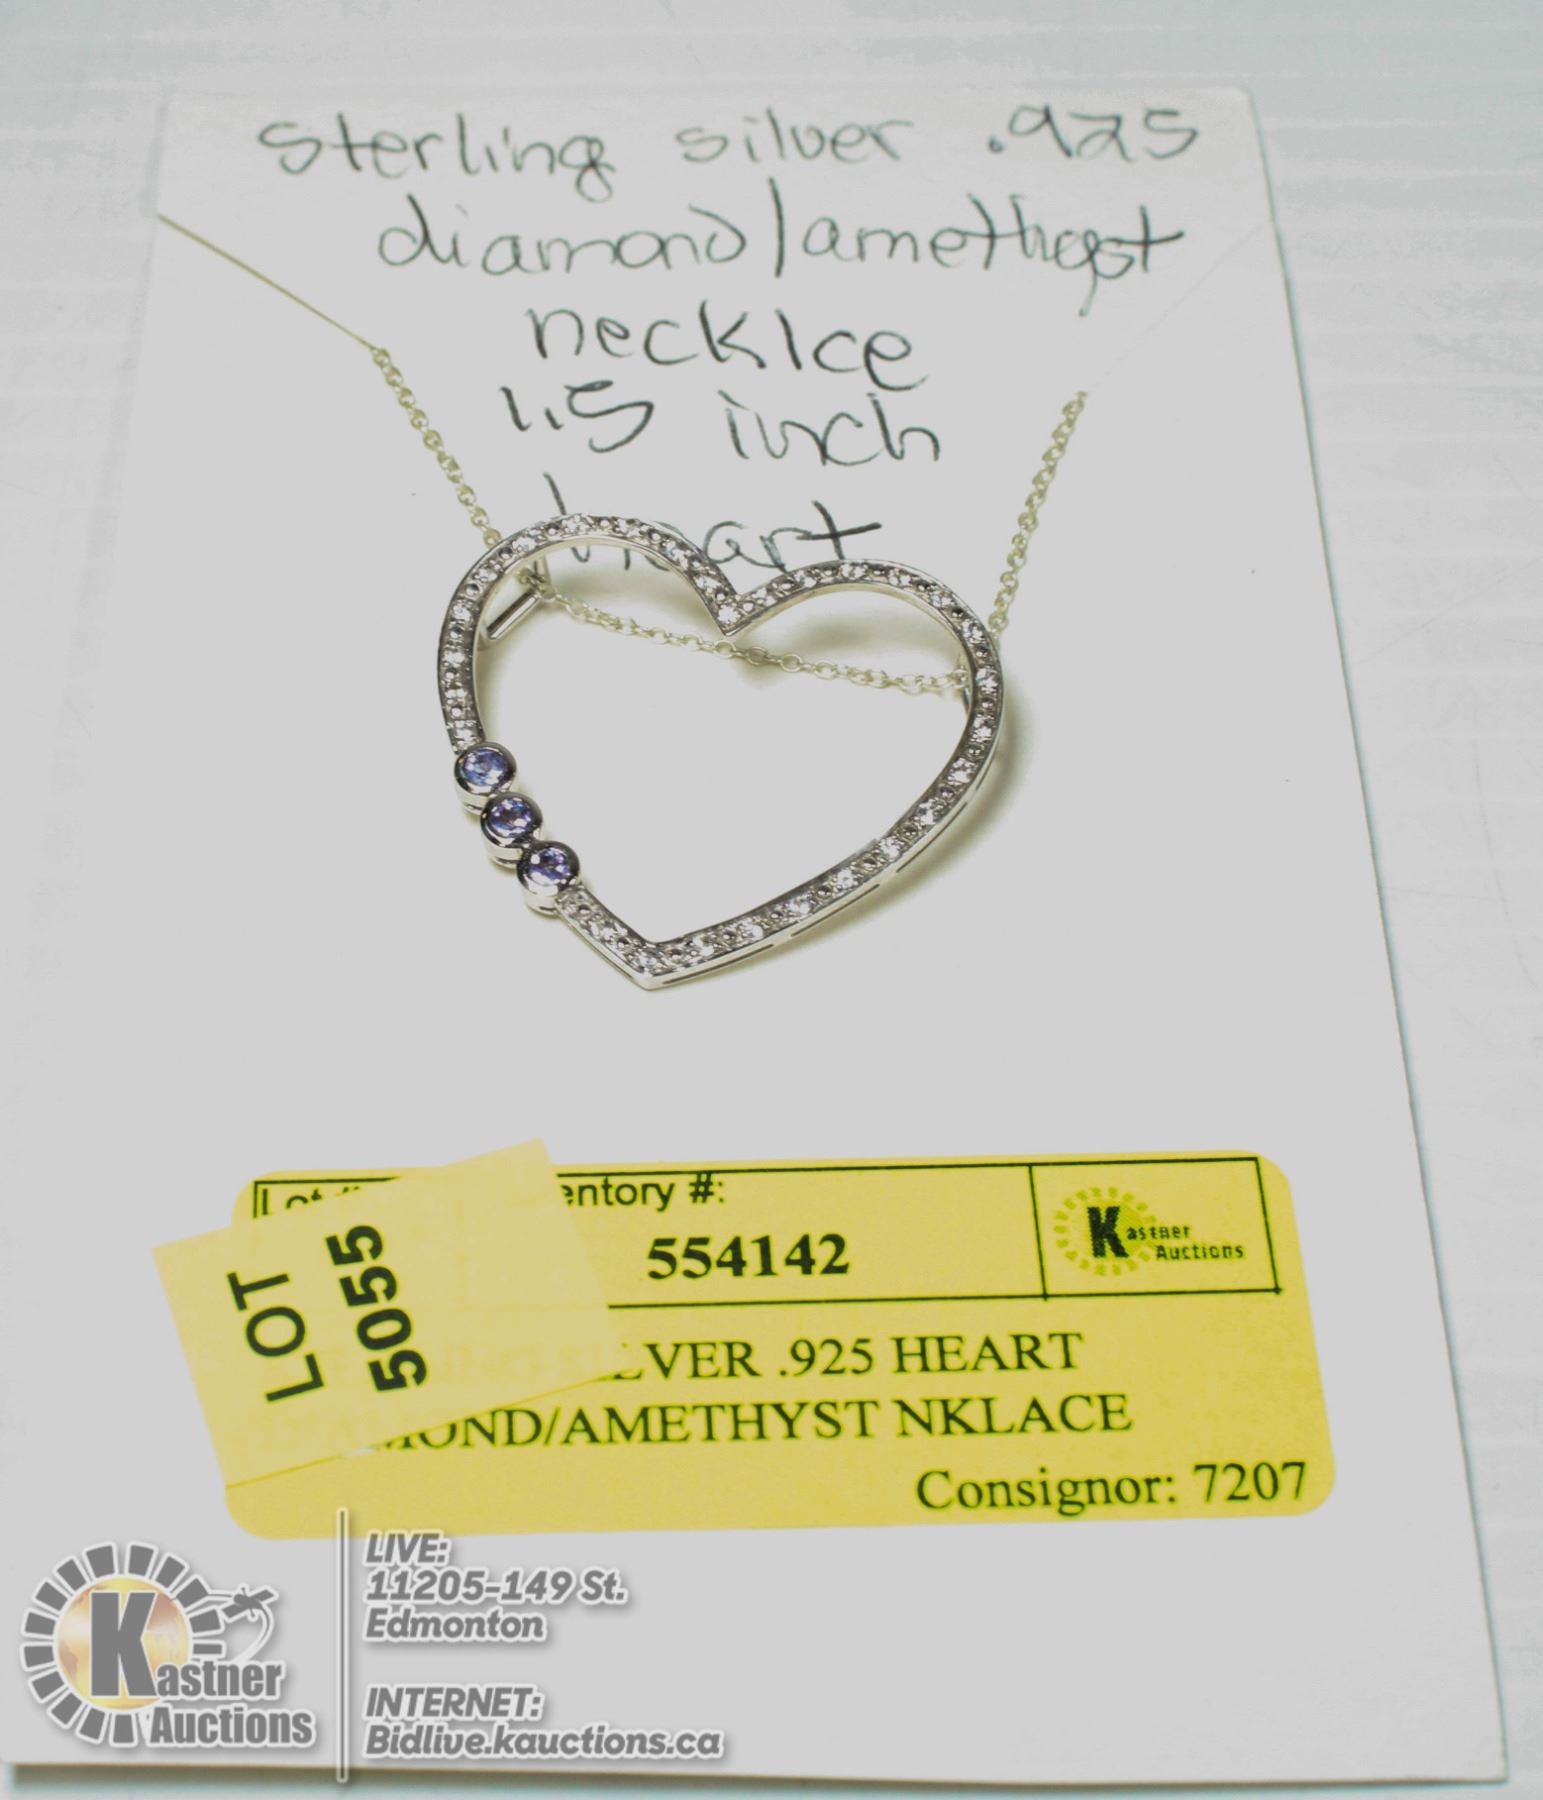 sterling silver .925
diamond/amethyst
necklce
1.5 inch
heart
entory #:
554142
Kastner
Auctions
LOT
5055
VER .925 HEART
MOND/AMETHYST NKLACE
Consignor: 7207
Kastner
Auctions
LIVE:
11205-149 St.
Edmonton
INTERNET:
Bidlive.kauctions.ca